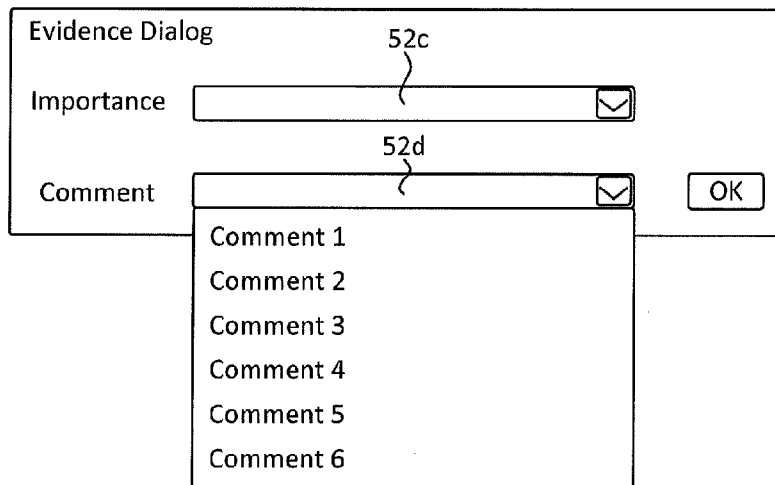 Evidence Dialog
52c
Importance
52d
Comment
OK
Comment 1
Comment 2
Comment 3
Comment 4
Comment 5
Comment 6